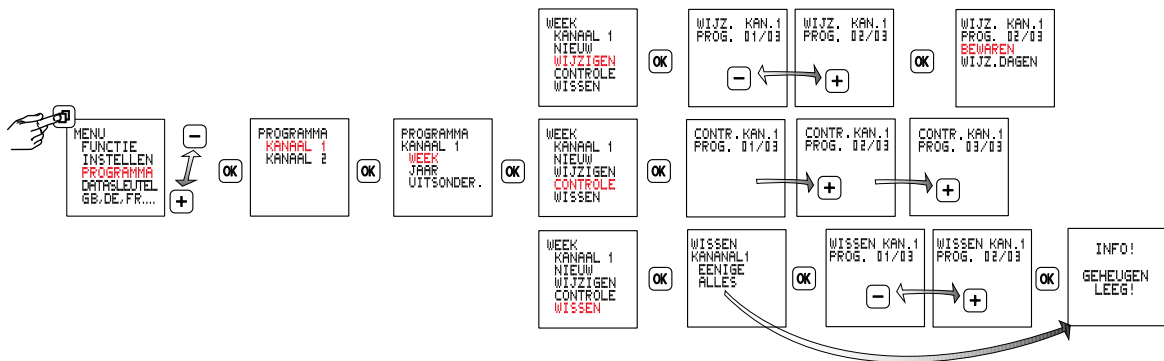 MENU
FUNCTIE
INSTELLEN
PROGRAMMA
DATASLEUTEL
GB,DE,FR....
−
+
OK
PROGRAMMA
KANAAL 1
KANAAL 2
OK
PROGRAMMA
KANAAL 1
WEEK
JAAR
UITSONDER.
OK
WEEK
KANAAL 1
NIEUW
WIJZIGEN
CONTROLE
WISSEN
OK
WIJZ. KAN.1
PROG. 01/03
−
WIJZ. KAN.1
PROG. 02/03
+
OK
WIJZ. KAN.1
PROG. 02/03
BEWAREN
WIJZ.DAGEN
WEEK
KANAAL 1
NIEUW
WIJZIGEN
CONTROLE
WISSEN
OK
CONTR.KAN.1
PROG. 01/03
CONTR.KAN.1
PROG. 02/03
+
CONTR.KAN.1
PROG. 03/03
+
WEEK
KANAAL 1
NIEUW
WIJZIGEN
CONTROLE
WISSEN
OK
WISSEN
KANANAL1
EENIGE
ALLES
OK
WISSEN KAN.1
PROG. 01/03
−
WISSEN KAN.1
PROG. 02/03
+
OK
INFO!
GEHEUGEN
LEEG!